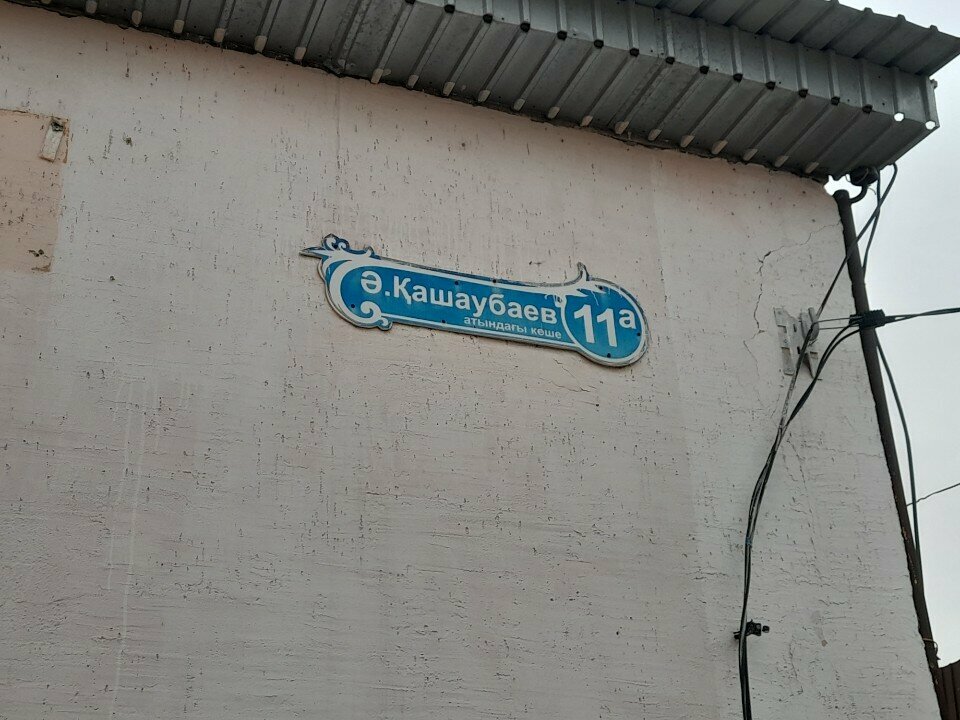 Ә.Қашаубаев
атындағы көше
11а